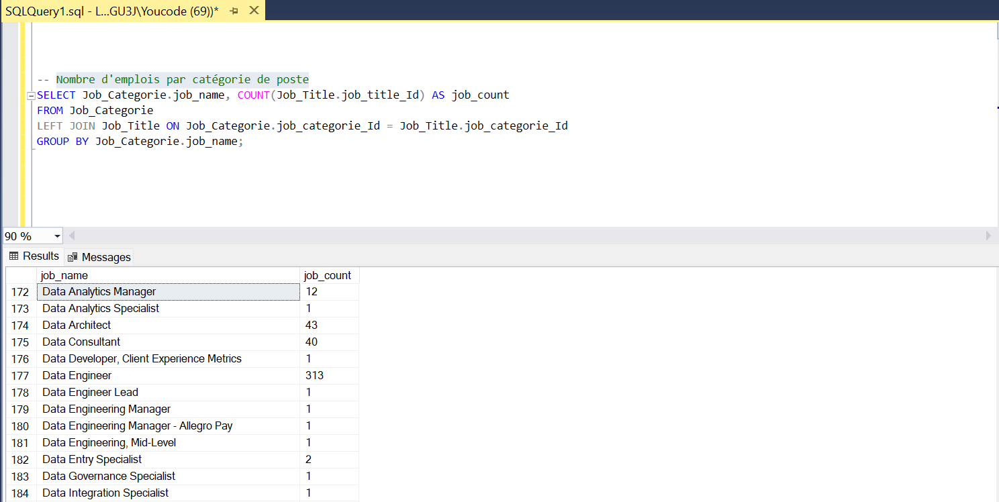 SQLQuery1.sql - L...GU3J\Youcode (69))*
-- Nombre d'emplois par catégorie de poste
SELECT Job_Categorie.job_name, COUNT(Job_Title.job_title_Id) AS job_count
FROM Job_Categorie
LEFT JOIN Job_Title ON Job_Categorie.job_categorie_Id = Job_Title.job_categorie_Id
GROUP BY Job_Categorie.job_name;
90 %
Results Messages
job_name job_count
172 Data Analytics Manager 12
173 Data Analytics Specialist 1
174 Data Architect 43
175 Data Consultant 40
176 Data Developer, Client Experience Metrics 1
177 Data Engineer 313
178 Data Engineer Lead 1
179 Data Engineering Manager 1
180 Data Engineering Manager - Allegro Pay 1
181 Data Engineering, Mid-Level 1
182 Data Entry Specialist 2
183 Data Governance Specialist 1
184 Data Integration Specialist 1